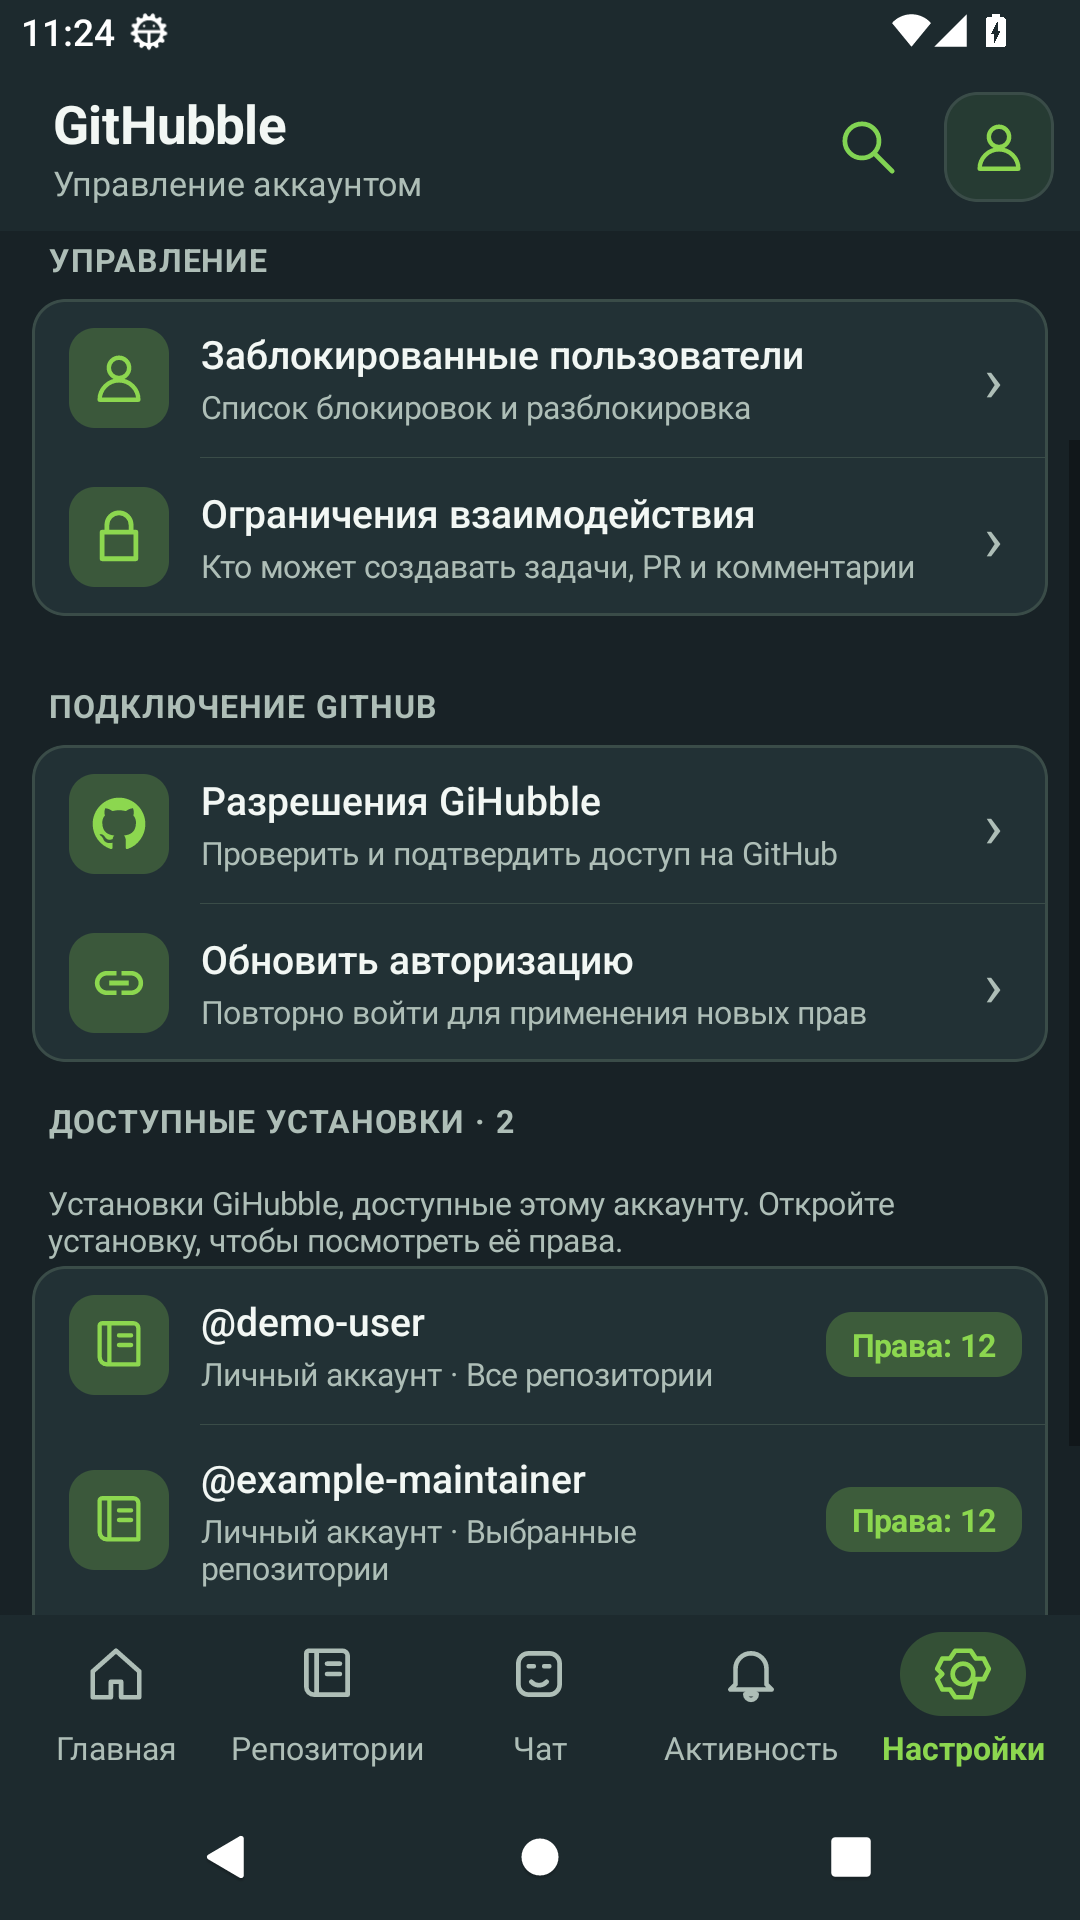 11:24
GitHubble
Управление аккаунтом
УПРАВЛЕНИЕ
Заблокированные пользователи
Список блокировок и разблокировка
Ограничения взаимодействия
Кто может создавать задачи, PR и комментарии
ПОДКЛЮЧЕНИЕ GITHUB
Разрешения GiHubble
Проверить и подтвердить доступ на GitHub
Обновить авторизацию
Повторно войти для применения новых прав
ДОСТУПНЫЕ УСТАНОВКИ · 2
Установки GiHubble, доступные этому аккаунту. Откройте
установку, чтобы посмотреть её права.
@demo-user
Личный аккаунт · Все репозитории
Права: 12
@example-maintainer
Личный аккаунт · Выбранные
репозитории
Права: 12
Главная
Репозитории
Чат
Активность
Настройки